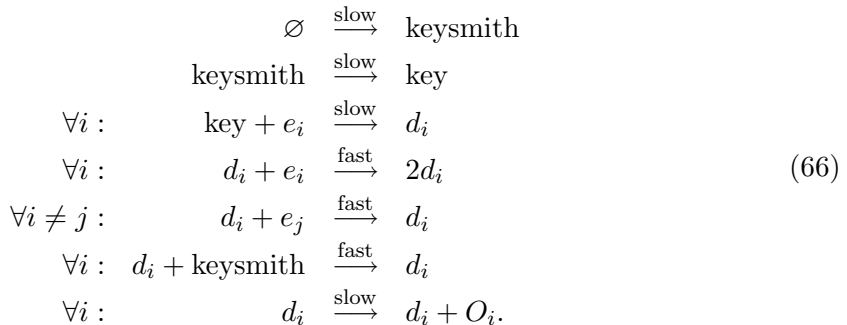 ∅ slow⟶ keysmith
keysmith slow⟶ key
∀i : key + e_i slow⟶ d_i
∀i : d_i + e_i fast⟶ 2d_i (66)
∀i ≠ j : d_i + e_j fast⟶ d_i
∀i : d_i + keysmith fast⟶ d_i
∀i : d_i slow⟶ d_i + O_i.